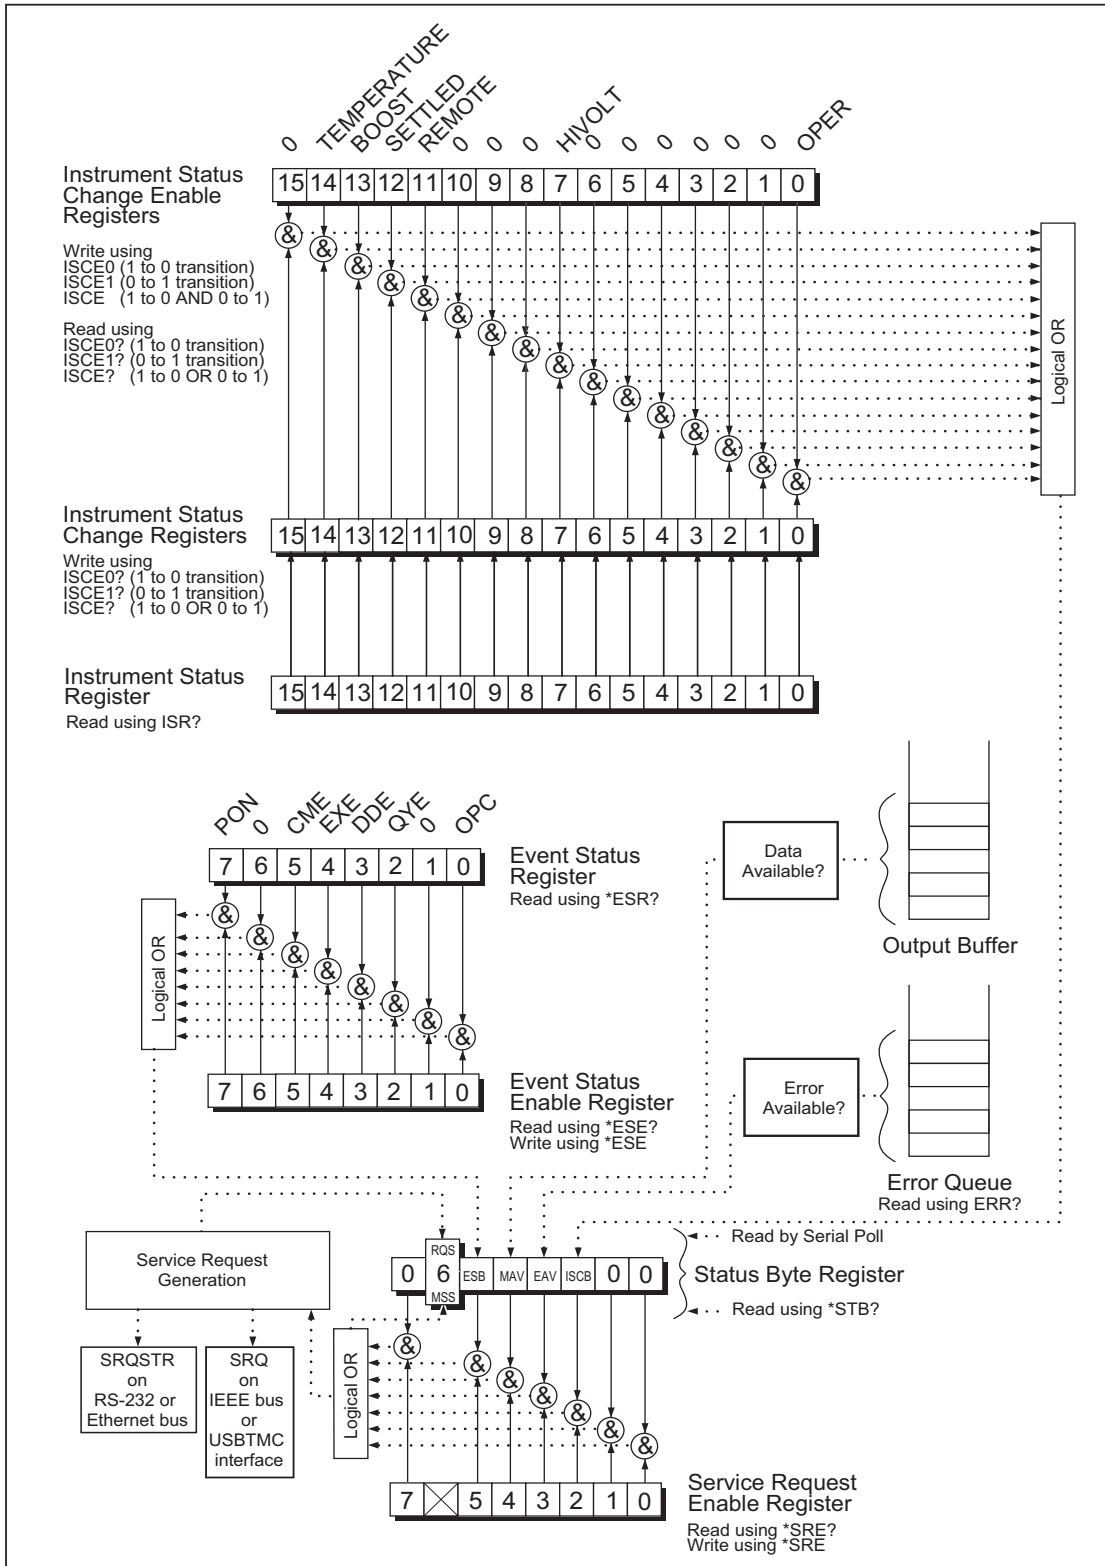 0 TEMPERATURE BOOST SETTLED REMOTE 0 0 0 HIVOLT 0 0 0 0 0 0 OPER
Instrument Status
Change Enable
Registers
15 14 13 12 11 10 9 8 7 6 5 4 3 2 1 0
Write using
ISCE0 (1 to 0 transition)
ISCE1 (0 to 1 transition)
ISCE (1 to 0 AND 0 to 1)
Read using
ISCE0? (1 to 0 transition)
ISCE1? (0 to 1 transition)
ISCE? (1 to 0 OR 0 to 1)
& & & & & & & & & & & & & & & &
Logical OR
Instrument Status
Change Registers
15 14 13 12 11 10 9 8 7 6 5 4 3 2 1 0
Write using
ISCE0? (1 to 0 transition)
ISCE1? (0 to 1 transition)
ISCE? (1 to 0 OR 0 to 1)
Instrument Status
Register
15 14 13 12 11 10 9 8 7 6 5 4 3 2 1 0
Read using ISR?
PON 0 CME EXE DDE QYE 0 OPC
7 6 5 4 3 2 1 0
Event Status
Register
Read using *ESR?
& & & & & & & &
Logical OR
7 6 5 4 3 2 1 0
Event Status
Enable Register
Read using *ESE?
Write using *ESE
Data
Available?
Output Buffer
Error
Available?
Error Queue
Read using ERR?
Service Request
Generation
SRQSTR
on
RS-232 or
Ethernet bus
SRQ
on
IEEE bus
or
USBTMC
interface
RQS
0 6 ESB MAV EAV ISCB 0 0
MSS
Read by Serial Poll
Status Byte Register
Read using *STB?
Logical OR
& & & & & & &
7 5 4 3 2 1 0
Service Request
Enable Register
Read using *SRE?
Write using *SRE